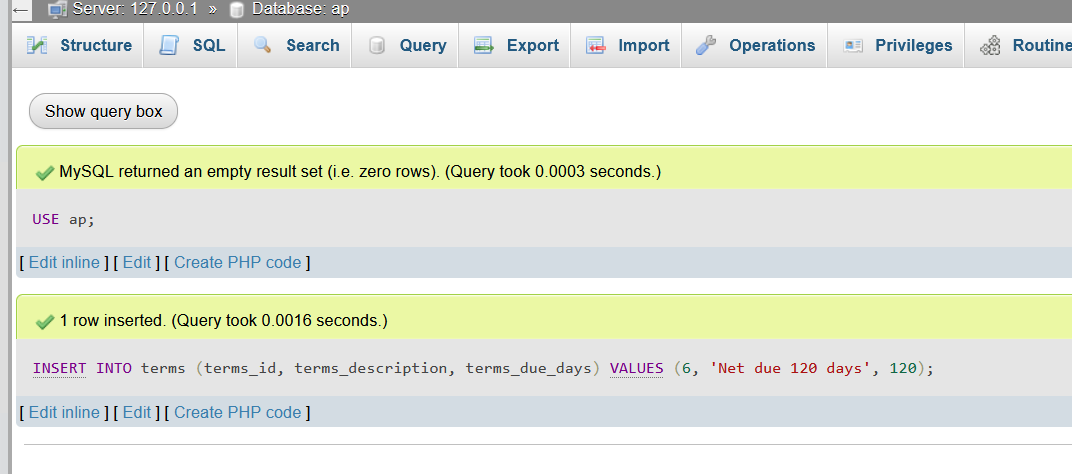 ← Server: 127.0.0.1 » Database: ap
Structure SQL Search Query Export Import Operations Privileges Routine
Show query box
MySQL returned an empty result set (i.e. zero rows). (Query took 0.0003 seconds.)
USE ap;
[ Edit inline ] [ Edit ] [ Create PHP code ]
1 row inserted. (Query took 0.0016 seconds.)
INSERT INTO terms (terms_id, terms_description, terms_due_days) VALUES (6, 'Net due 120 days', 120);
[ Edit inline ] [ Edit ] [ Create PHP code ]